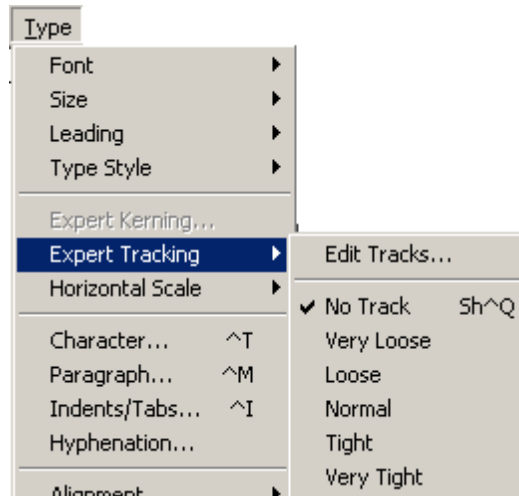 Type
Font
Size
Leading
Type Style
Expert Kerning...
Expert Tracking
Horizontal Scale
Character... ^T
Paragraph... ^M
Indents/Tabs... ^I
Hyphenation...
Alignment
Edit Tracks...
No Track Sh^Q
Very Loose
Loose
Normal
Tight
Very Tight